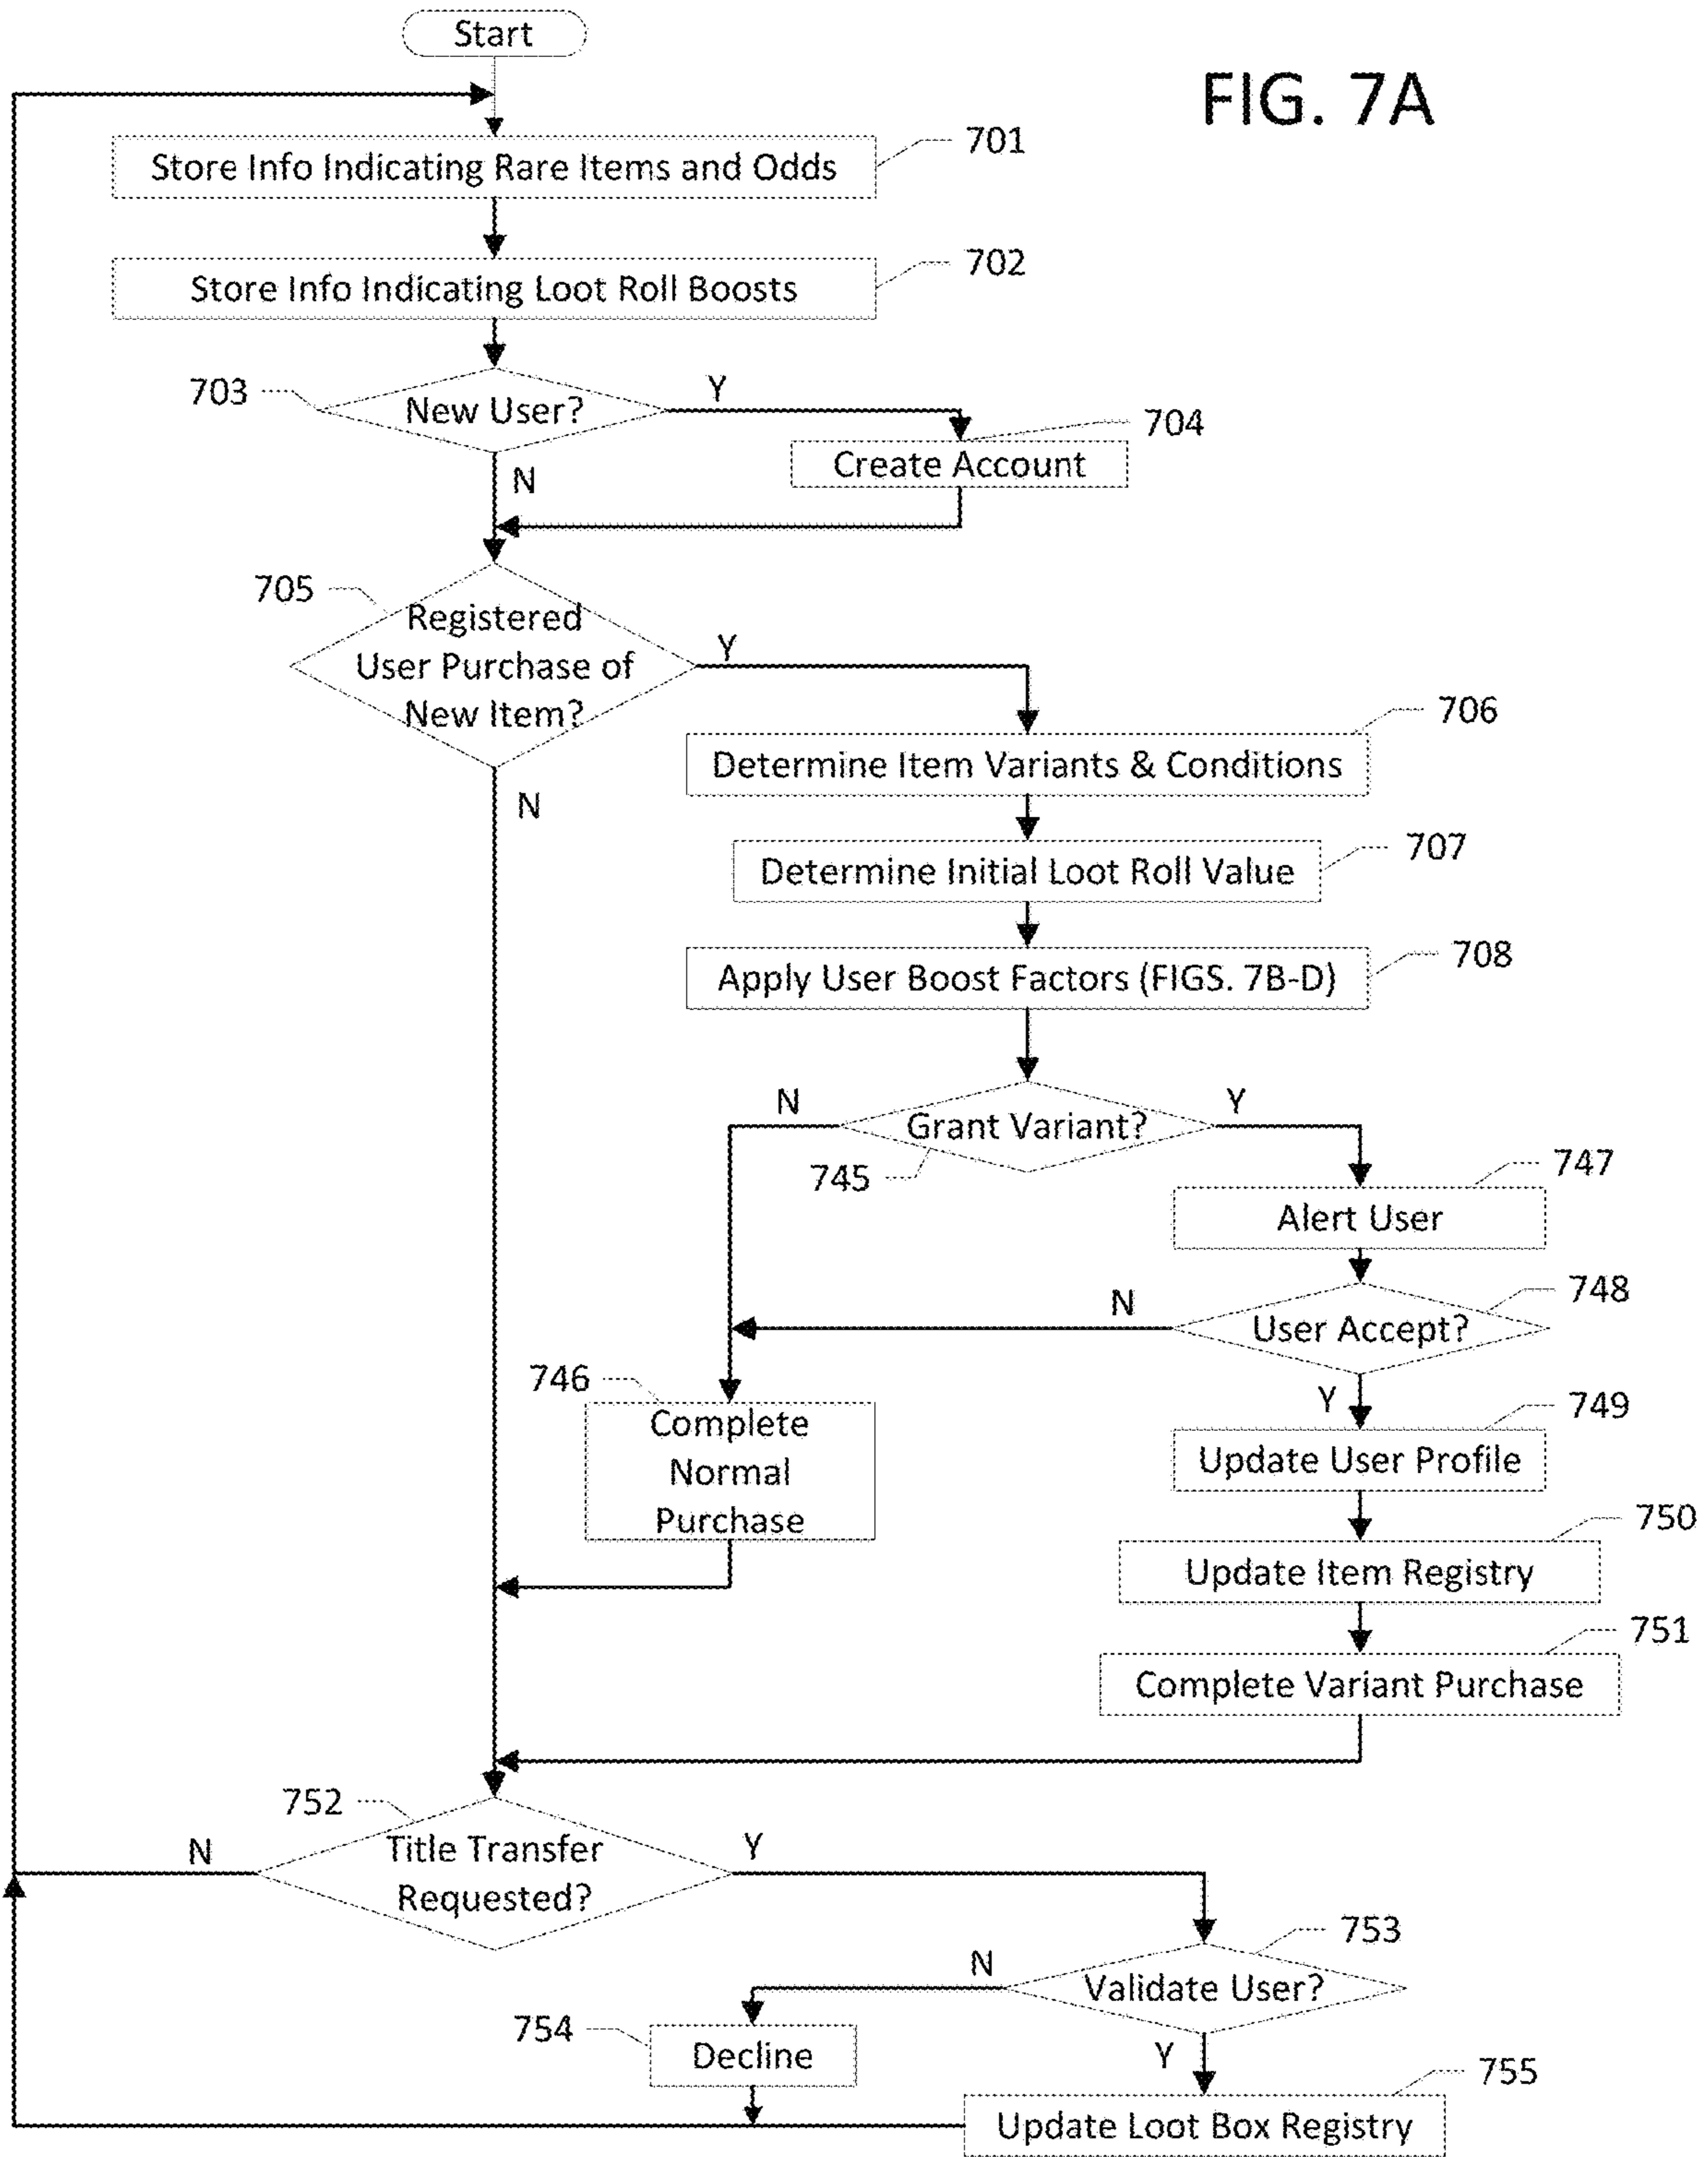 Start
FIG. 7A
701
Store Info Indicating Rare Items and Odds
702
Store Info Indicating Loot Roll Boosts
703
New User?
Y
N
704
Create Account
705
Registered
User Purchase of
New Item?
Y
N
706
Determine Item Variants & Conditions
707
Determine Initial Loot Roll Value
708
Apply User Boost Factors (FIGS. 7B-D)
N
Grant Variant?
Y
745
747
Alert User
748
N
User Accept?
Y
746
Complete
Normal
Purchase
749
Update User Profile
750
Update Item Registry
751
Complete Variant Purchase
752
N
Title Transfer
Requested?
Y
753
N
Validate User?
Y
754
Decline
755
Update Loot Box Registry